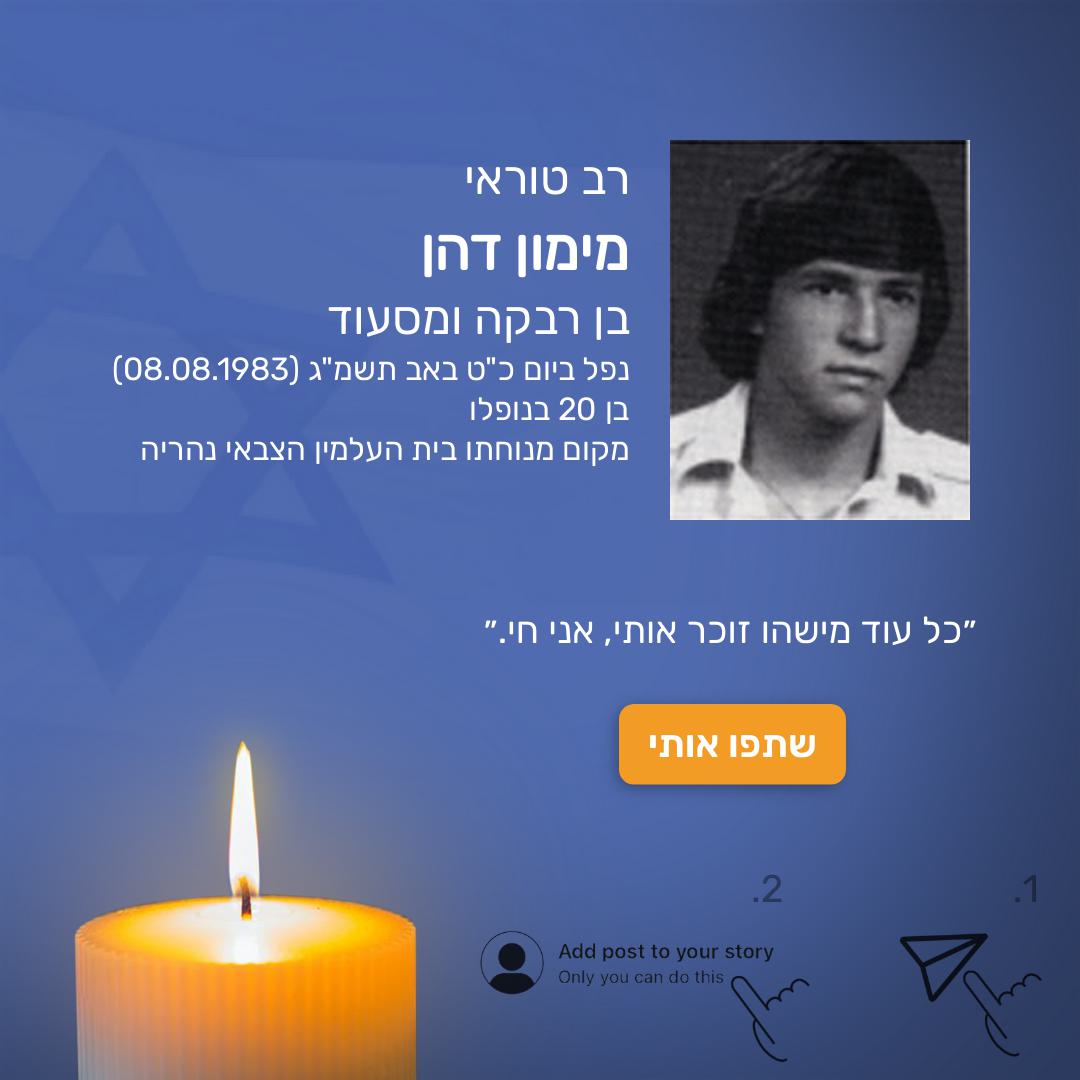 רב טוראי
מימון דהן
בן רבקה ומסעוד
נפל ביום כ"ט באב תשמ"ג (08.08.1983)
בן 20 בנופלו
מקום מנוחתו בית העלמין הצבאי נהריה
״כל עוד מישהו זוכר אותי, אני חי.״
שתפו אותי
.1
.2
Add post to your story
Only you can do this